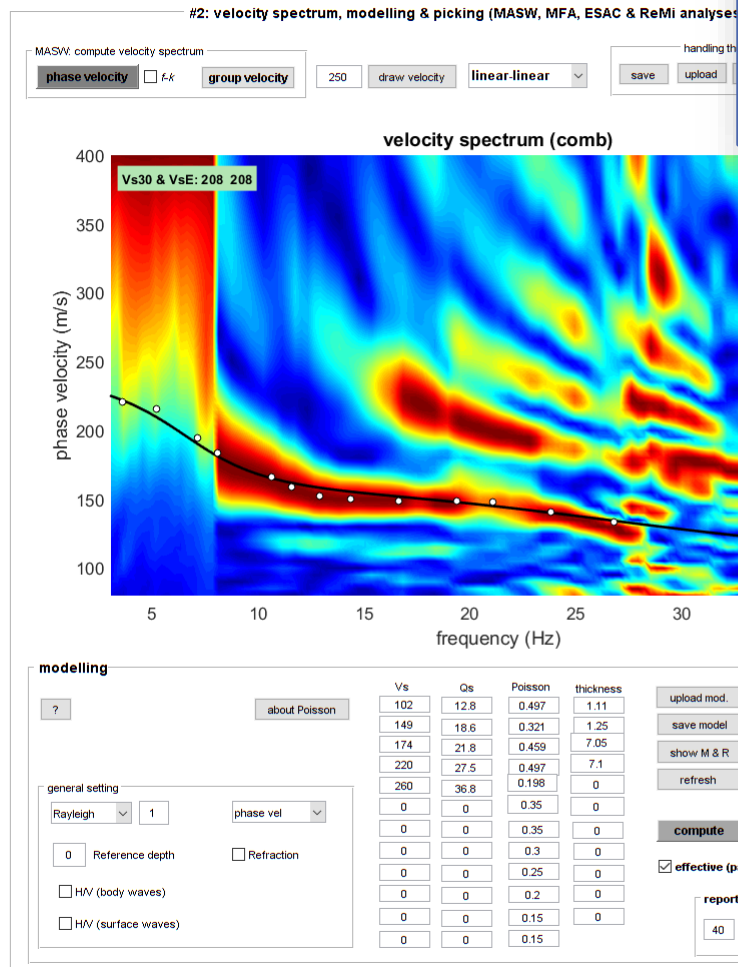 #2: velocity spectrum, modelling & picking (MASW, MFA, ESAC & ReMi analyses
MASW: compute velocity spectrum
handling th
phase velocity f-k group velocity 250 draw velocity linear-linear save upload
velocity spectrum (comb)
Vs30 & VsE: 208 208
400
350
300
250
200
150
100
phase velocity (m/s)
5 10 15 20 25 30
frequency (Hz)
modelling
? about Poisson
Vs Qs Poisson thickness
102 12.8 0.497 1.11
149 18.6 0.321 1.25
174 21.8 0.459 7.05
220 27.5 0.497 7.1
260 36.8 0.198 0
0 0 0.35 0
0 0 0.35 0
0 0 0.3 0
0 0 0.25 0
0 0 0.2 0
0 0 0.15 0
0 0 0.15
upload mod.
save model
show M & R
refresh
compute
effective (p
report
40
general setting
Rayleigh 1 phase vel
0 Reference depth Refraction
H/V (body waves)
H/V (surface waves)